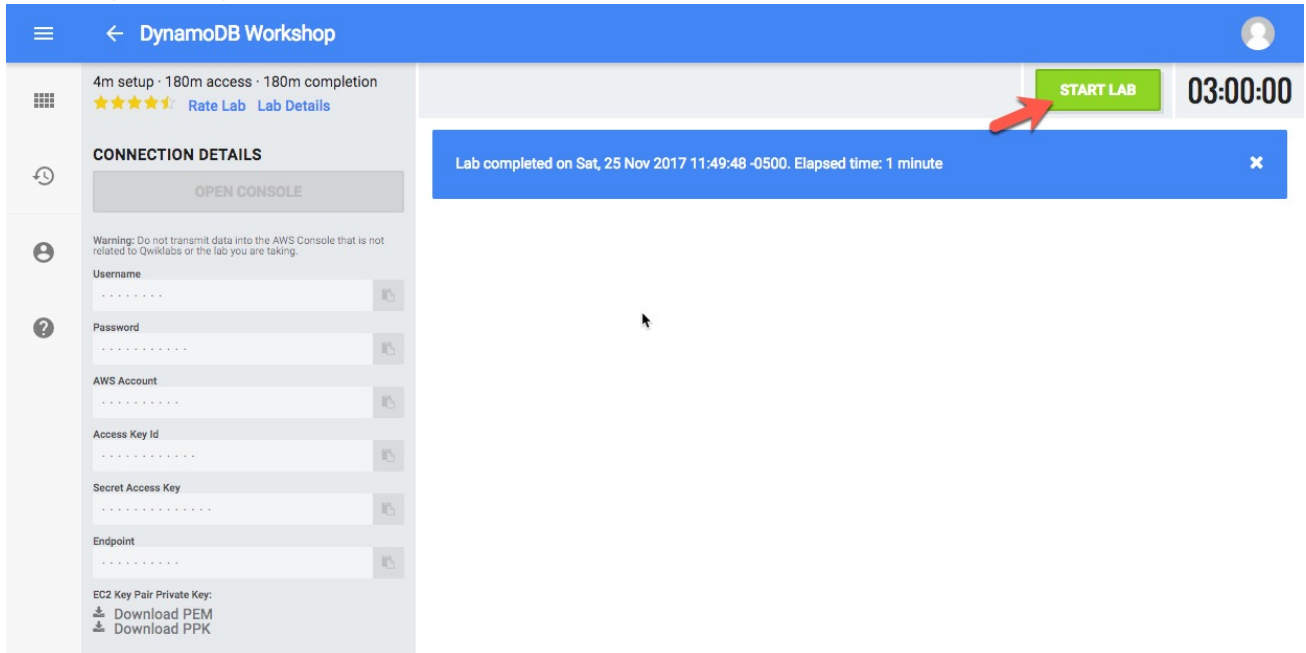 DynamoDB Workshop
4m setup · 180m access · 180m completion
Rate Lab Lab Details
START LAB
03:00:00
CONNECTION DETAILS
OPEN CONSOLE
Lab completed on Sat, 25 Nov 2017 11:49:48 -0500. Elapsed time: 1 minute
Warning: Do not transmit data into the AWS Console that is not
related to Qwiklabs or the lab you are taking.
Username
Password
AWS Account
Access Key Id
Secret Access Key
Endpoint
EC2 Key Pair Private Key:
Download PEM
Download PPK